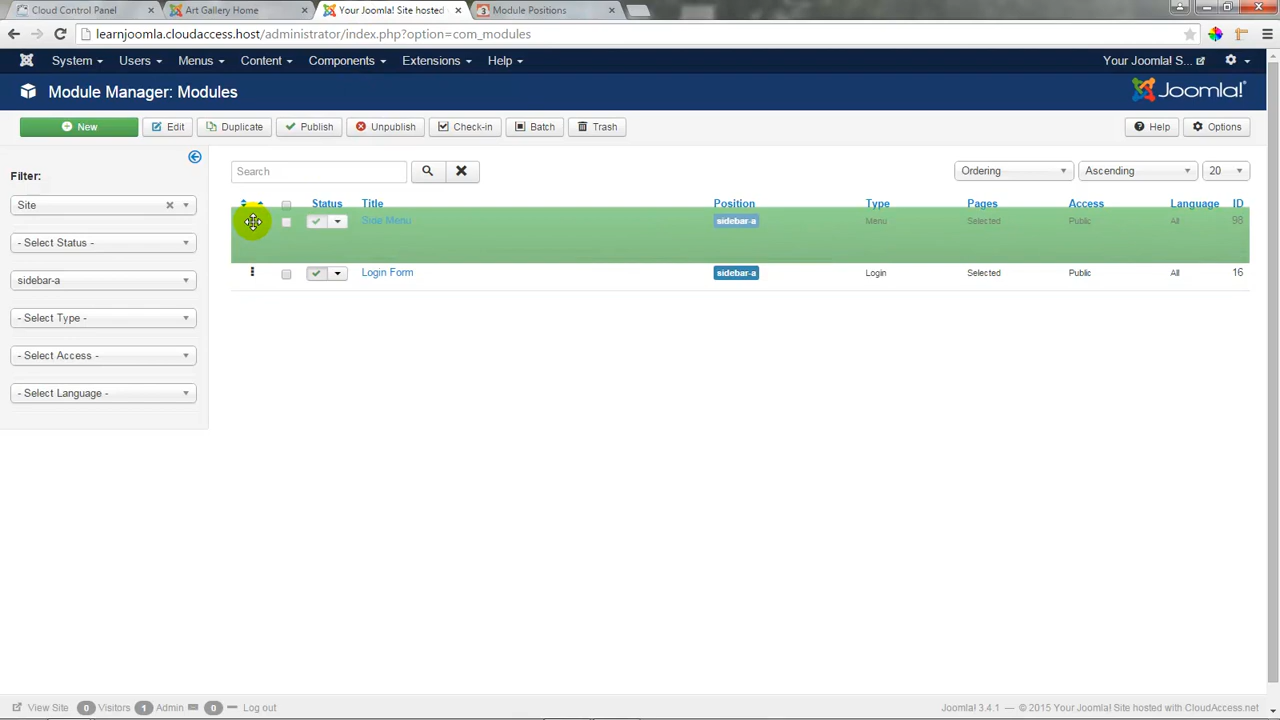 Cloud Control Panel
Art Gallery Home
Your Joomla! Site hosted
Module Positions
learnjoomla.cloudaccess.host/administrator/index.php?option=com_modules
System Users Menus Content Components Extensions Help Your Joomla! S...
Module Manager: Modules
Joomla!
New Edit Duplicate Publish Unpublish Check-in Batch Trash Help Options
Filter:
Site
- Select Status -
sidebar-a
- Select Type -
- Select Access -
- Select Language -
Search Ordering Ascending 20
Status Title Position Type Pages Access Language ID
Side Menu sidebar-a Menu Selected Public All 98
Login Form sidebar-a Login Selected Public All 16
View Site 0 Visitors 1 Admin 0 Log out
Joomla! 3.4.1 — © 2015 Your Joomla! Site hosted with CloudAccess.net